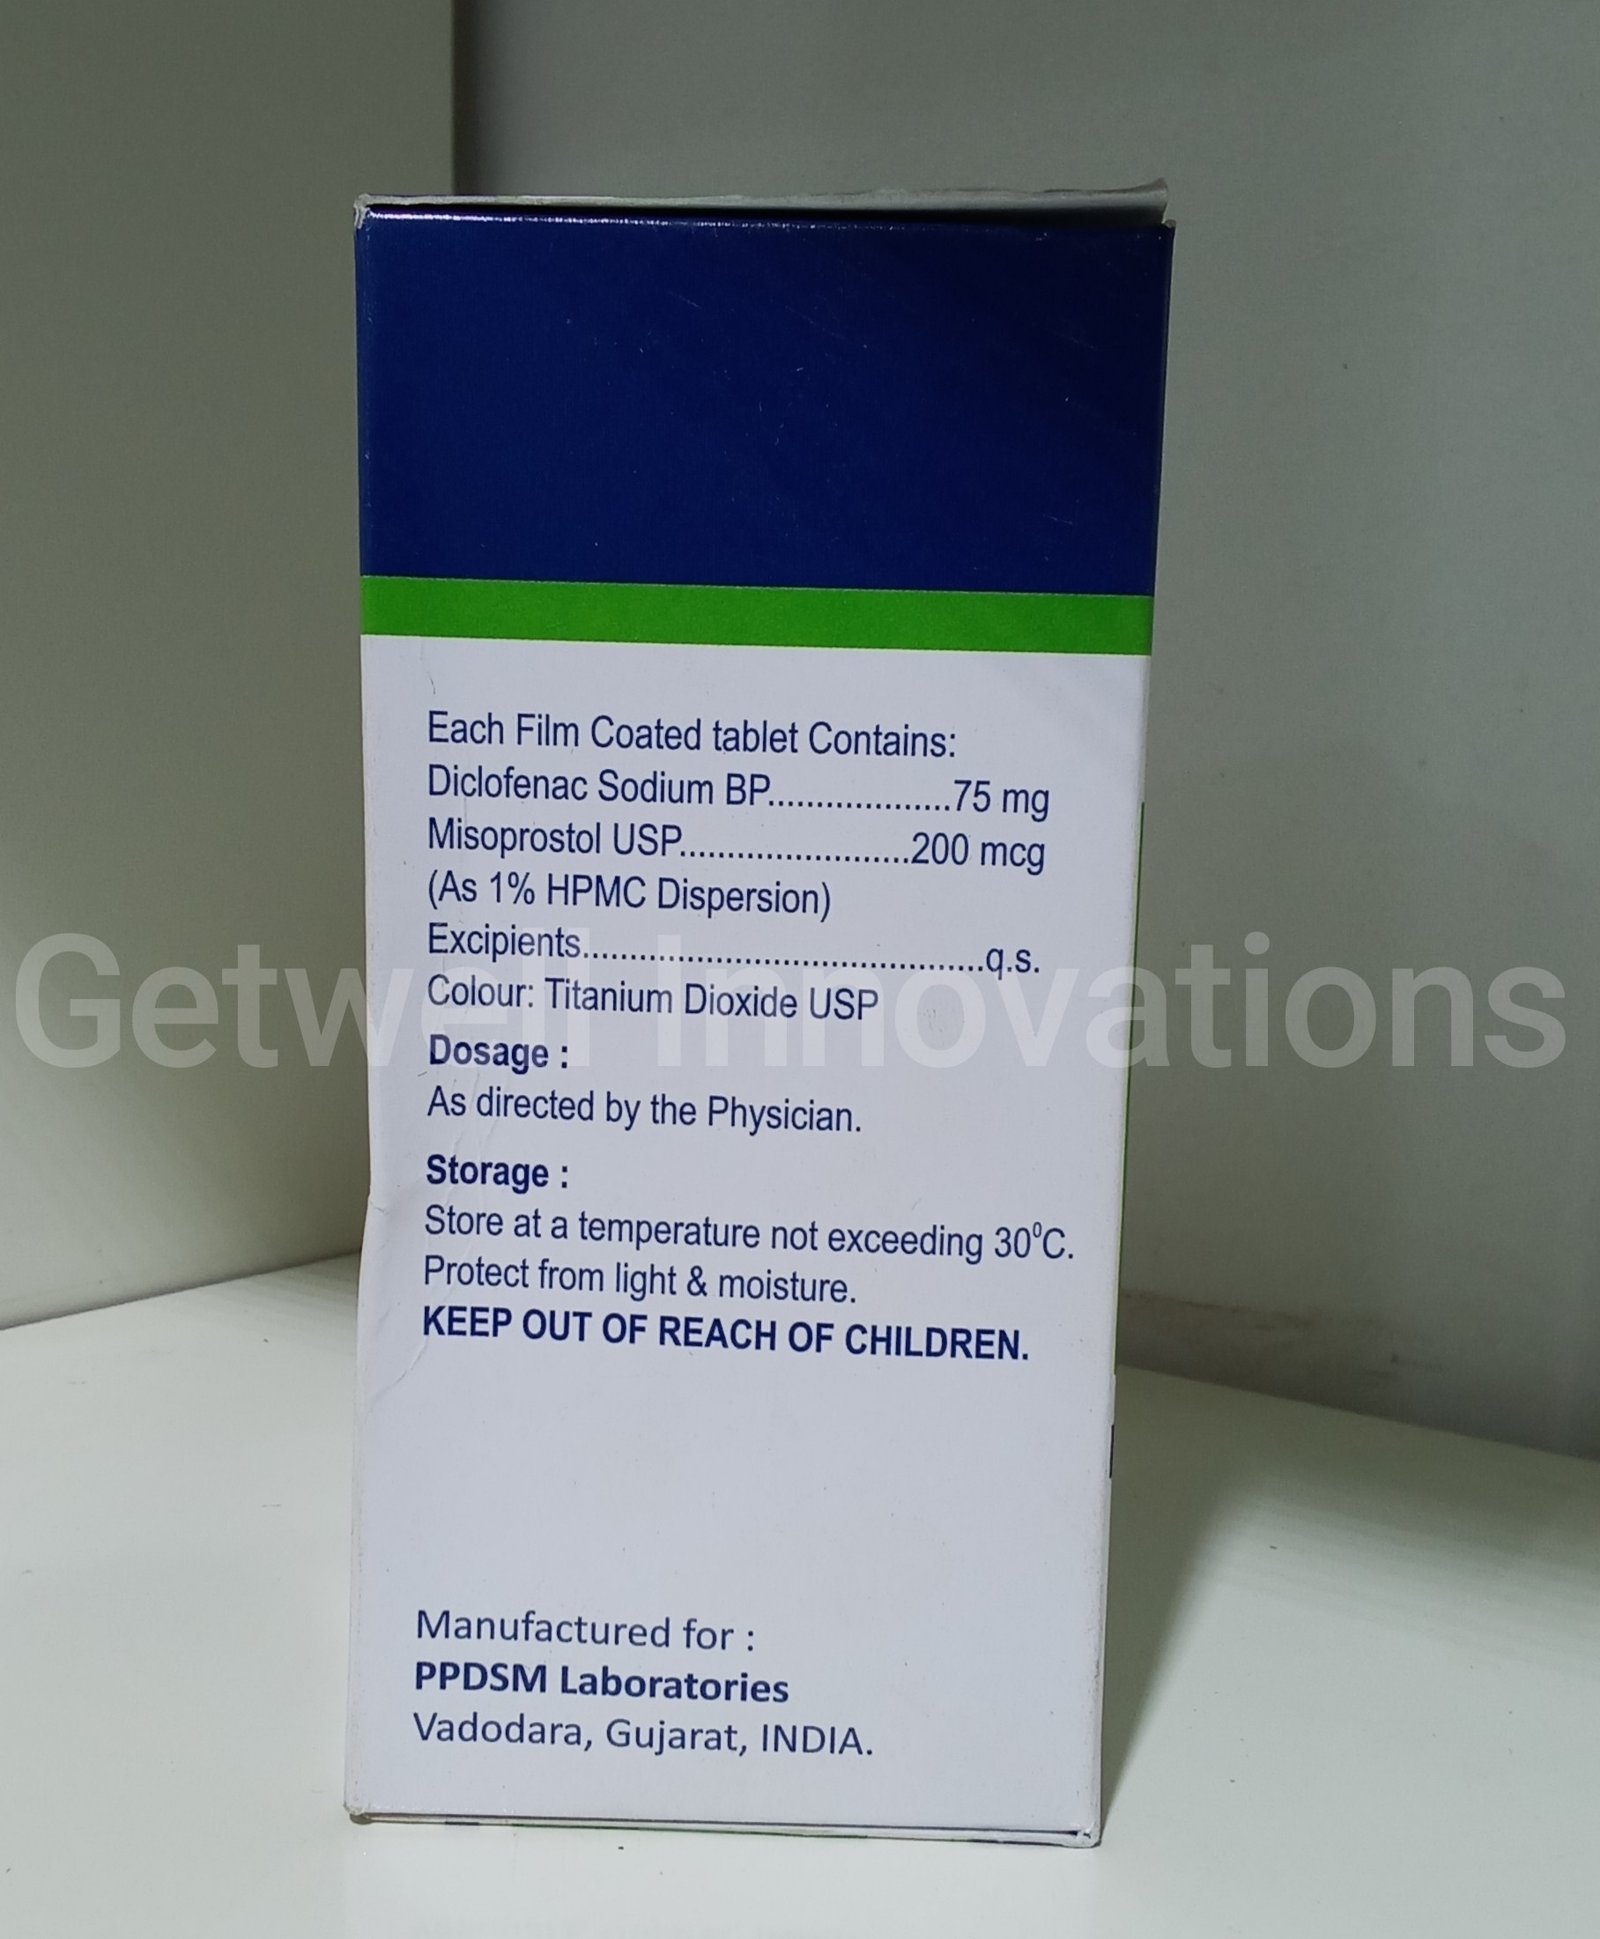 Each Film Coated tablet Contains:
Diclofenac Sodium BP...................75 mg
Misoprostol USP........................200 mcg
(As 1% HPMC Dispersion)
Excipients..........................................q.s.
Getwell Innovations
Colour: Titanium Dioxide USP
Dosage :
As directed by the Physician.
Storage :
Store at a temperature not exceeding 30⁰C.
Protect from light & moisture.
KEEP OUT OF REACH OF CHILDREN.
Manufactured for :
PPDSM Laboratories
Vadodara, Gujarat, INDIA.